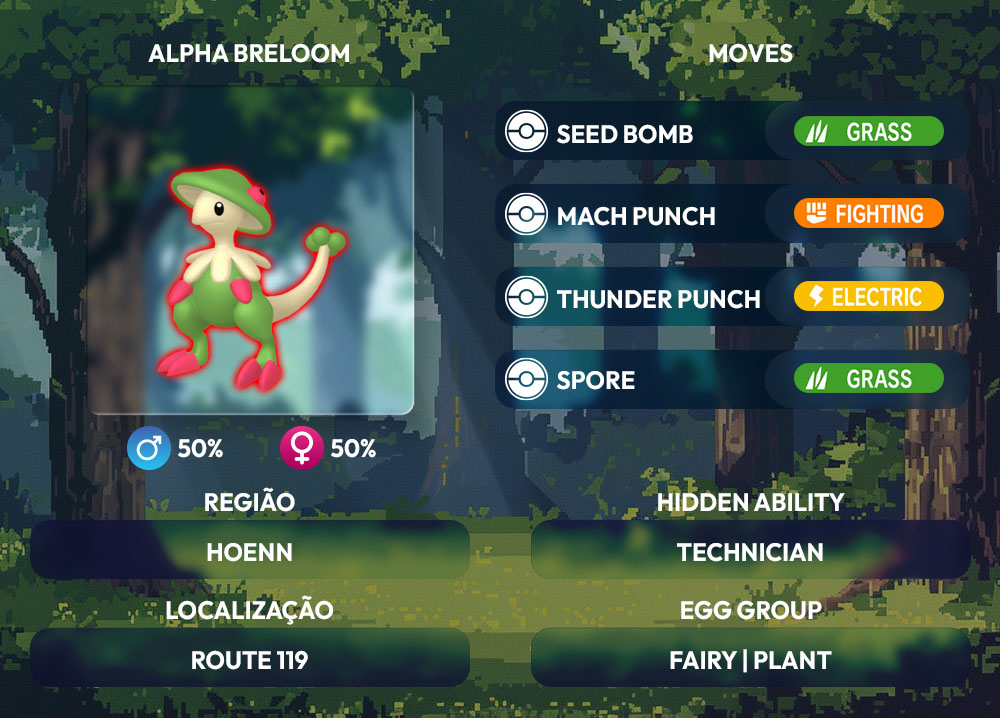 ALPHA BRELOOM
MOVES
SEED BOMB
GRASS
MACH PUNCH
FIGHTING
THUNDER PUNCH
ELECTRIC
SPORE
GRASS
50%
50%
REGIÃO
HOENN
HIDDEN ABILITY
TECHNICIAN
LOCALIZAÇÃO
ROUTE 119
EGG GROUP
FAIRY | PLANT